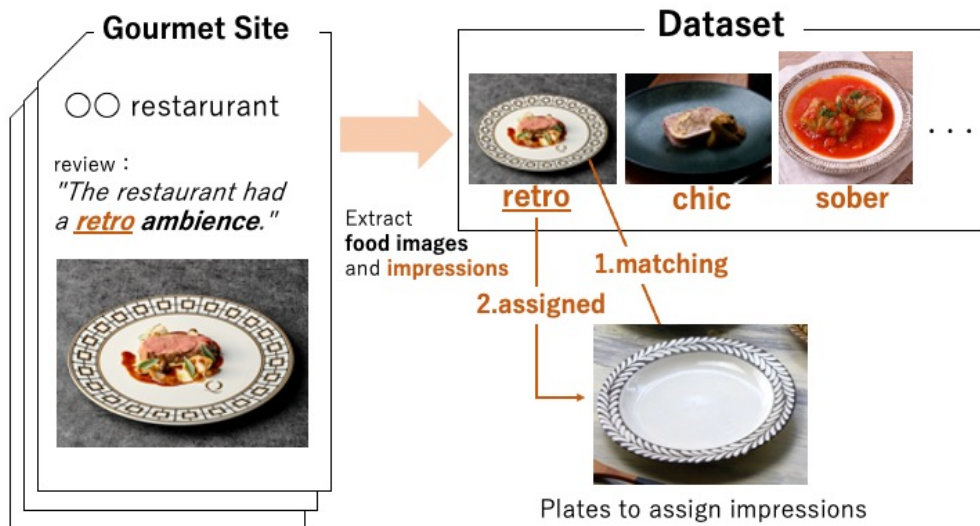 Gourmet Site
○○ restarurant
review :
"The restaurant had
a retro ambience."
Extract
food images
and impressions
Dataset
retro
chic
sober
. . . .
1.matching
2.assigned
Plates to assign impressions